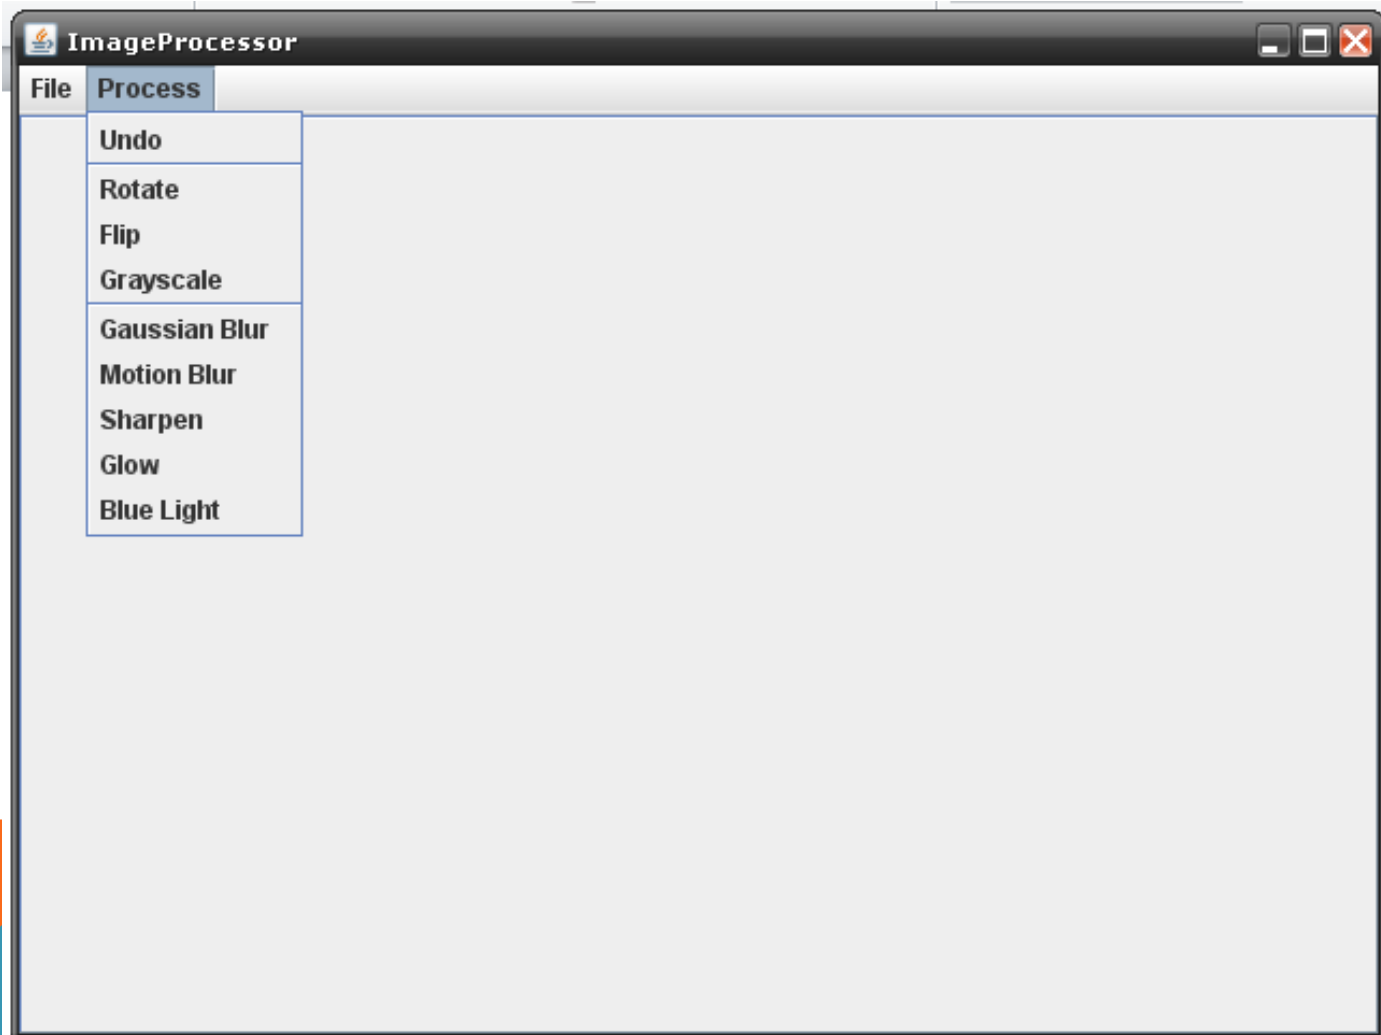 ImageProcessor
File Process
Undo
Rotate
Flip
Grayscale
Gaussian Blur
Motion Blur
Sharpen
Glow
Blue Light